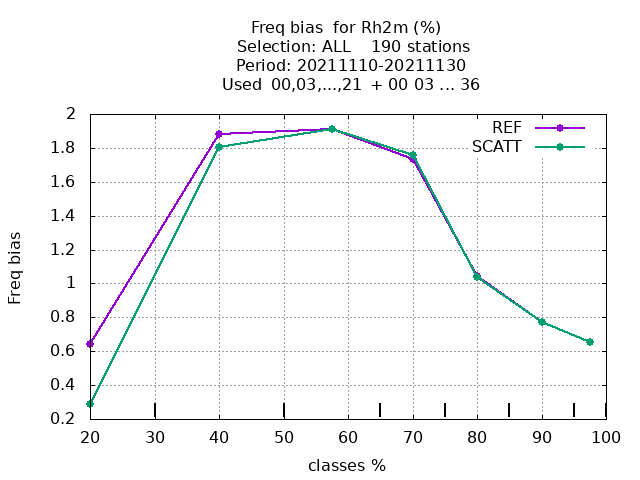 Freq bias  for Rh2m (%)
Selection: ALL    190 stations
Period: 20211110-20211130
Used  00,03,...,21  + 00 03 ... 36
REF
SCATT
2
1.8
1.6
1.4
1.2
1
0.8
0.6
0.4
0.2
Freq bias
20 30 40 50 60 70 80 90 100
classes %